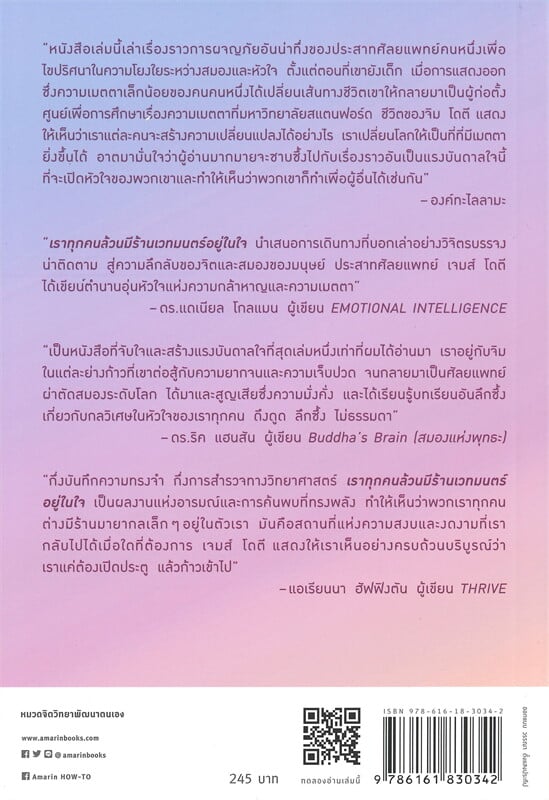 “หนังสือเล่มนี้เล่าเรื่องราวการผจญภัยอันน่าทึ่งของประสาทศัลยแพทย์คนหนึ่งเพื่อ
ไขปริศนาในความโยงใยระหว่างสมองและหัวใจ ตั้งแต่ตอนที่เขายังเด็ก เมื่อการแสดงออก
ซึ่งความเมตตาเล็กน้อยของคนคนหนึ่งได้เปลี่ยนเส้นทางชีวิตเขาให้กลายมาเป็นผู้ก่อตั้ง
ศูนย์เพื่อการศึกษาเรื่องความเมตตาที่มหาวิทยาลัยสแตนฟอร์ด ชีวิตของจิม โดตี แสดง
ให้เห็นว่าเราแต่ละคนจะสร้างความเปลี่ยนแปลงได้อย่างไร เราเปลี่ยนโลกให้เป็นที่ที่มีเมตตา
ยิ่งขึ้นได้ อาตมามั่นใจว่าผู้อ่านมากมายจะซาบซึ้งไปกับเรื่องราวอันเป็นแรงบันดาลใจนี้
ที่จะเปิดหัวใจของพวกเขาและทำให้เห็นว่าพวกเขาก็ทำเพื่อผู้อื่นได้เช่นกัน”
– องค์ทะไลลามะ
“เราทุกคนล้วนมีร้านเวทมนตร์อยู่ในใจ นำเสนอการเดินทางที่บอกเล่าอย่างวิจิตรบรรจง
น่าติดตาม สู่ความลึกลับของจิตและสมองของมนุษย์ ประสาทศัลยแพทย์ เจมส์ โดตี
ได้เขียนตำนานอุ่นหัวใจแห่งความกล้าหาญและความเมตตา”
– ดร.แดเนียล โกลแมน ผู้เขียน EMOTIONAL INTELLIGENCE
“เป็นหนังสือที่จับใจและสร้างแรงบันดาลใจที่สุดเล่มหนึ่งเท่าที่ผมได้อ่านมา เราอยู่กับจิม
ในแต่ละย่างก้าวที่เขาต่อสู้กับความยากจนและความเจ็บปวด จนกลายมาเป็นศัลยแพทย์
ผ่าตัดสมองระดับโลก ได้มาและสูญเสียซึ่งความมั่งคั่ง และได้เรียนรู้บทเรียนอันลึกซึ้ง
เกี่ยวกับกลวิเศษในหัวใจของเราทุกคน ดึงดูด ลึกซึ้ง ไม่ธรรมดา”
– ดร.ริค แฮนสัน ผู้เขียน Buddha's Brain (สมองแห่งพุทธะ)
“กึ่งบันทึกความทรงจำ กึ่งการสำรวจทางวิทยาศาสตร์ เราทุกคนล้วนมีร้านเวทมนตร์
อยู่ในใจ เป็นผลงานแห่งอารมณ์และการค้นพบที่ทรงพลัง ทำให้เห็นว่าพวกเราทุกคน
ต่างมีร้านมายากลเล็ก ๆ อยู่ในตัวเรา มันคือสถานที่แห่งความสงบและงดงามที่เรา
กลับไปได้เมื่อใดที่ต้องการ เจมส์ โดตี แสดงให้เราเห็นอย่างครบถ้วนบริบูรณ์ว่า
เราแค่ต้องเปิดประตู แล้วก้าวเข้าไป”
– แอเรียนนา ฮัฟฟิงตัน ผู้เขียน THRIVE
หมวดจิตวิทยาพัฒนาตนเอง
www.amarinbooks.com
@amarinbooks
Amarin HOW-TO
245 บาท
ทดลองอ่านเล่มนี้
ISBN 978-616-18-3034-2
9 786161 830342